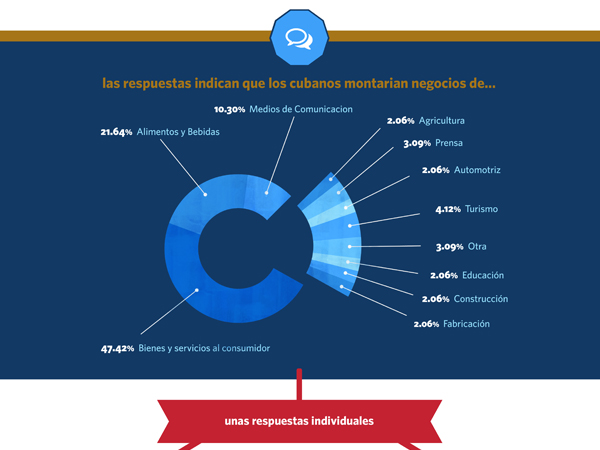 las respuestas indican que los cubanos montarian negocios de...
10.30% Medios de Comunicacion
2.06% Agricultura
21.64% Alimentos y Bebidas
3.09% Prensa
2.06% Automotriz
4.12% Turismo
3.09% Otra
2.06% Educación
2.06% Construcción
2.06% Fabricación
47.42% Bienes y servicios al consumidor
unas respuestas individuales